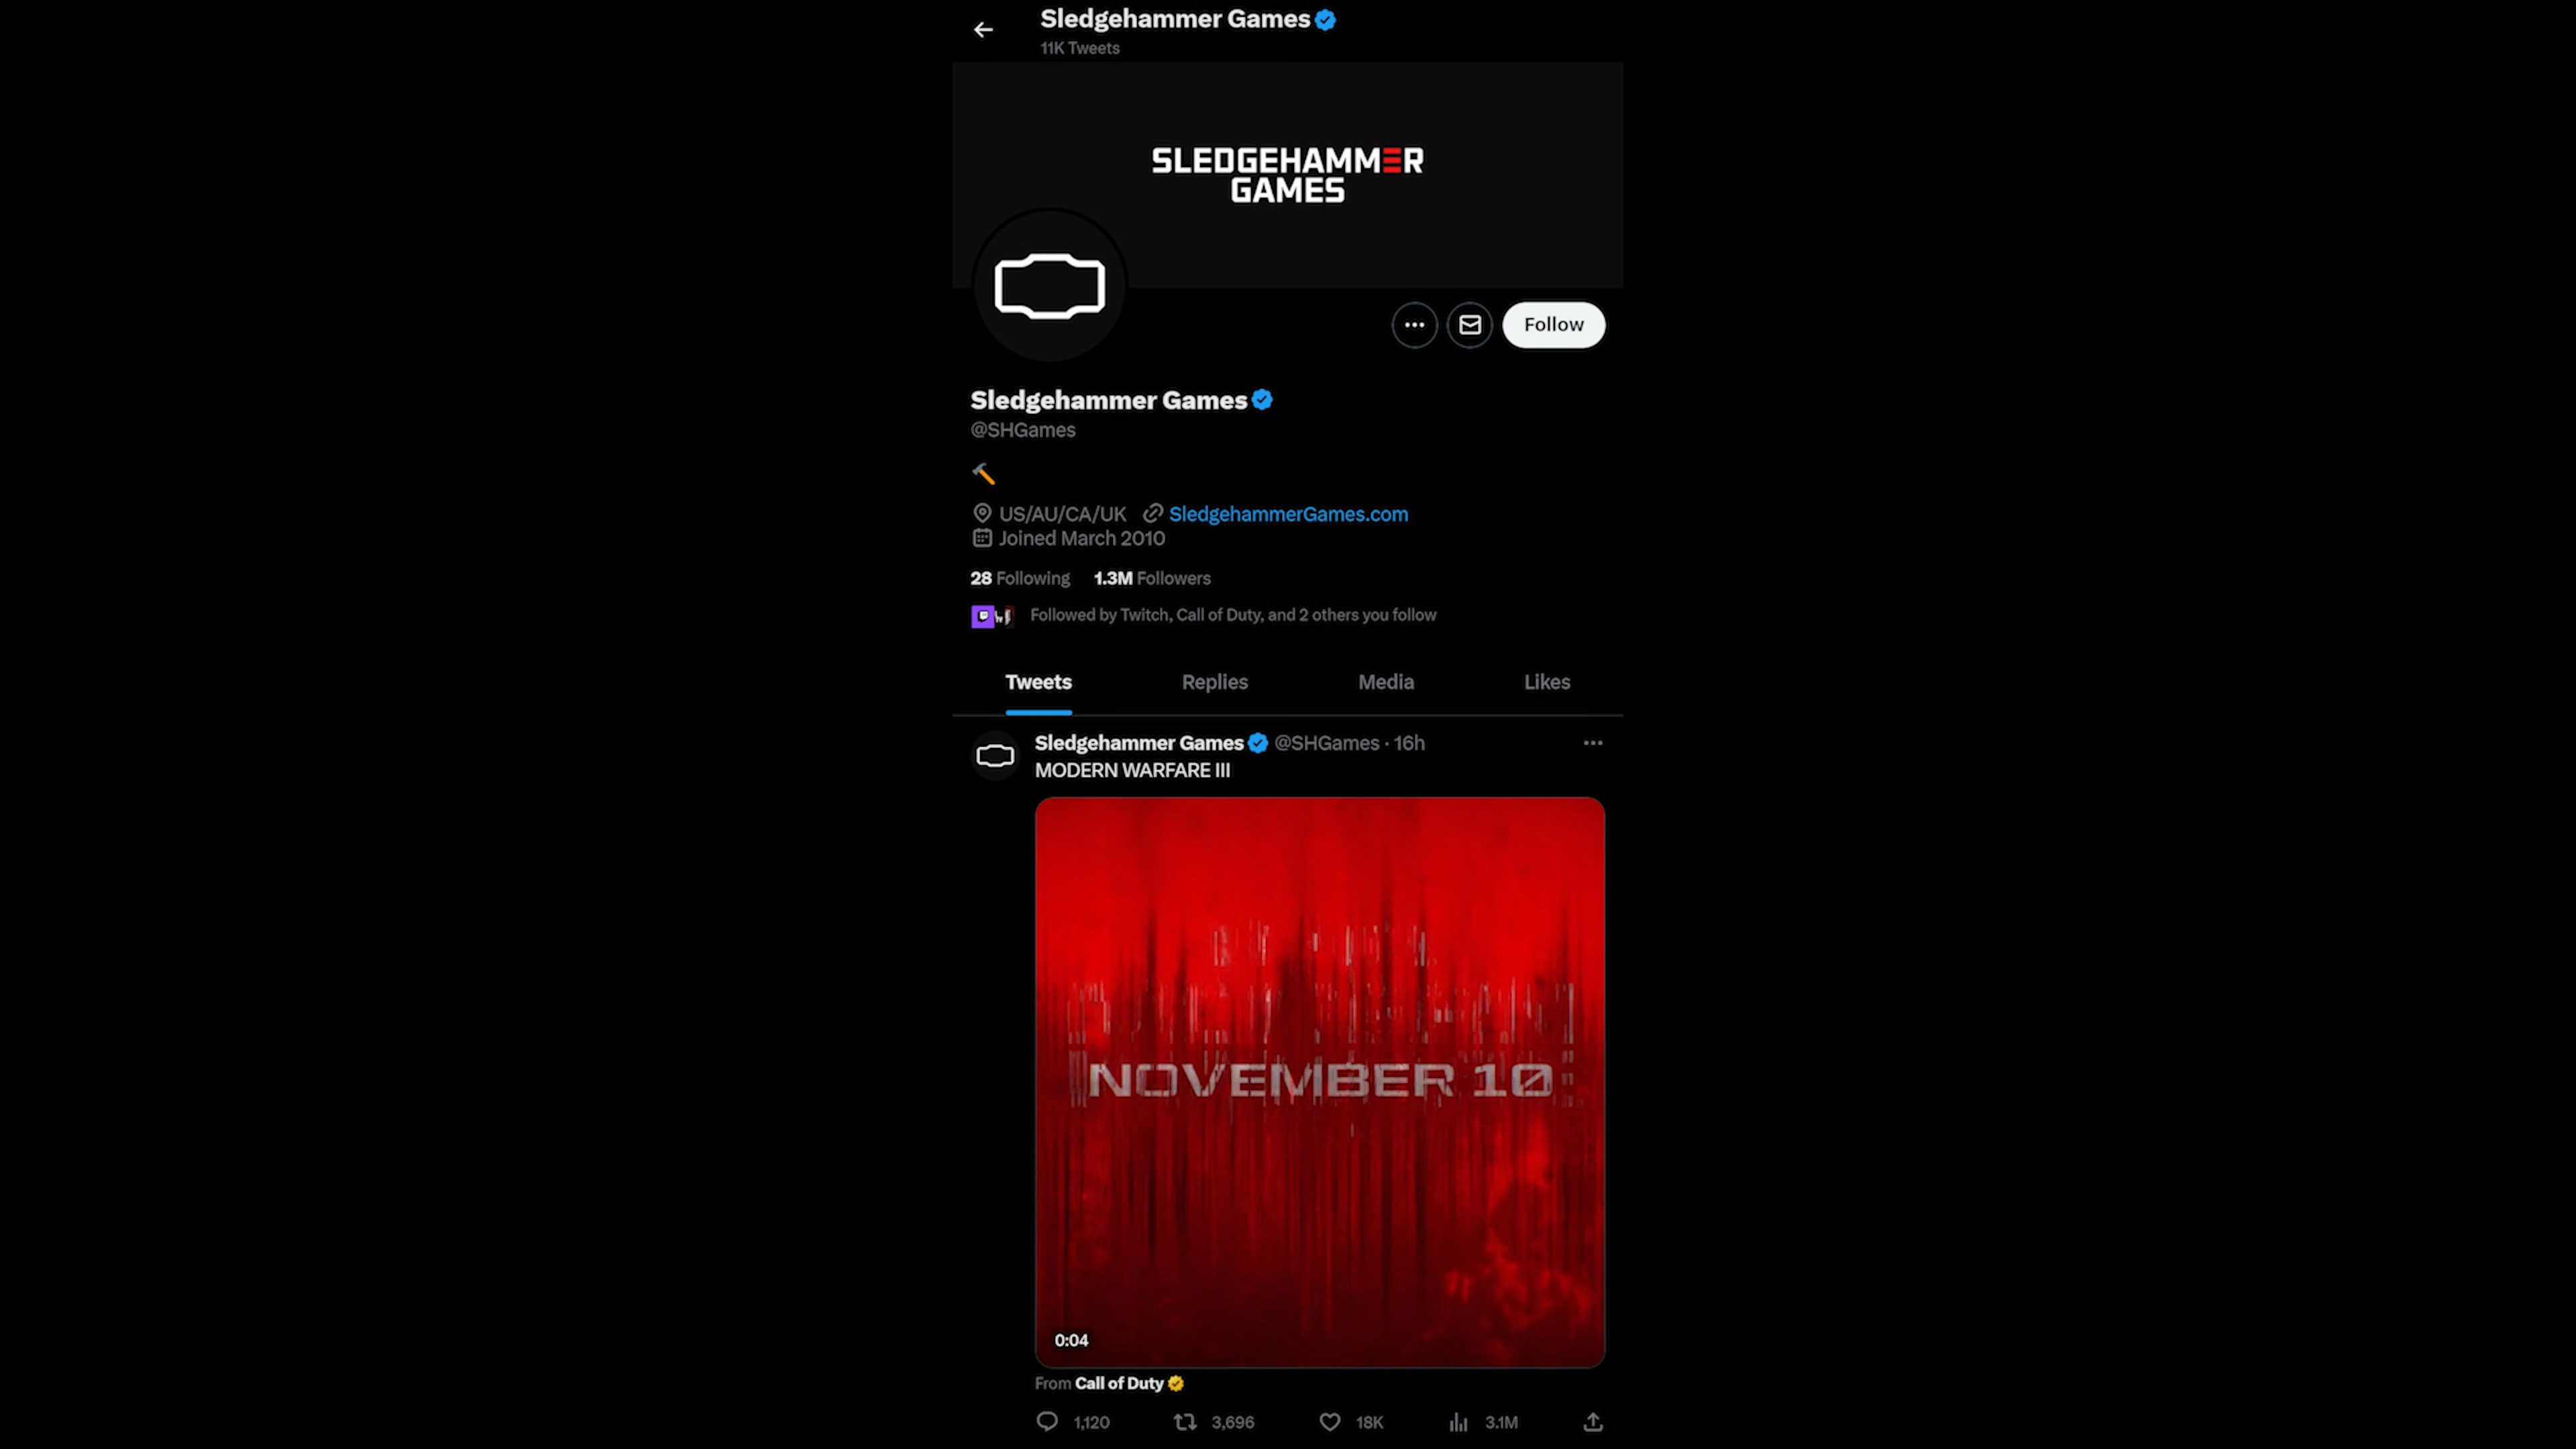 Sledgehammer Games
11K Tweets
SLEDGEHAMMER
GAMES
Follow
Sledgehammer Games
@SHGames
US/AU/CA/UK SledgehammerGames.com
Joined March 2010
28 Following 1.3M Followers
Followed by Twitch, Call of Duty, and 2 others you follow
Tweets Replies Media Likes
Sledgehammer Games @SHGames · 16h
MODERN WARFARE III
NOVEMBER 10
0:04
From Call of Duty
1,120 3,696 18K 3.1M